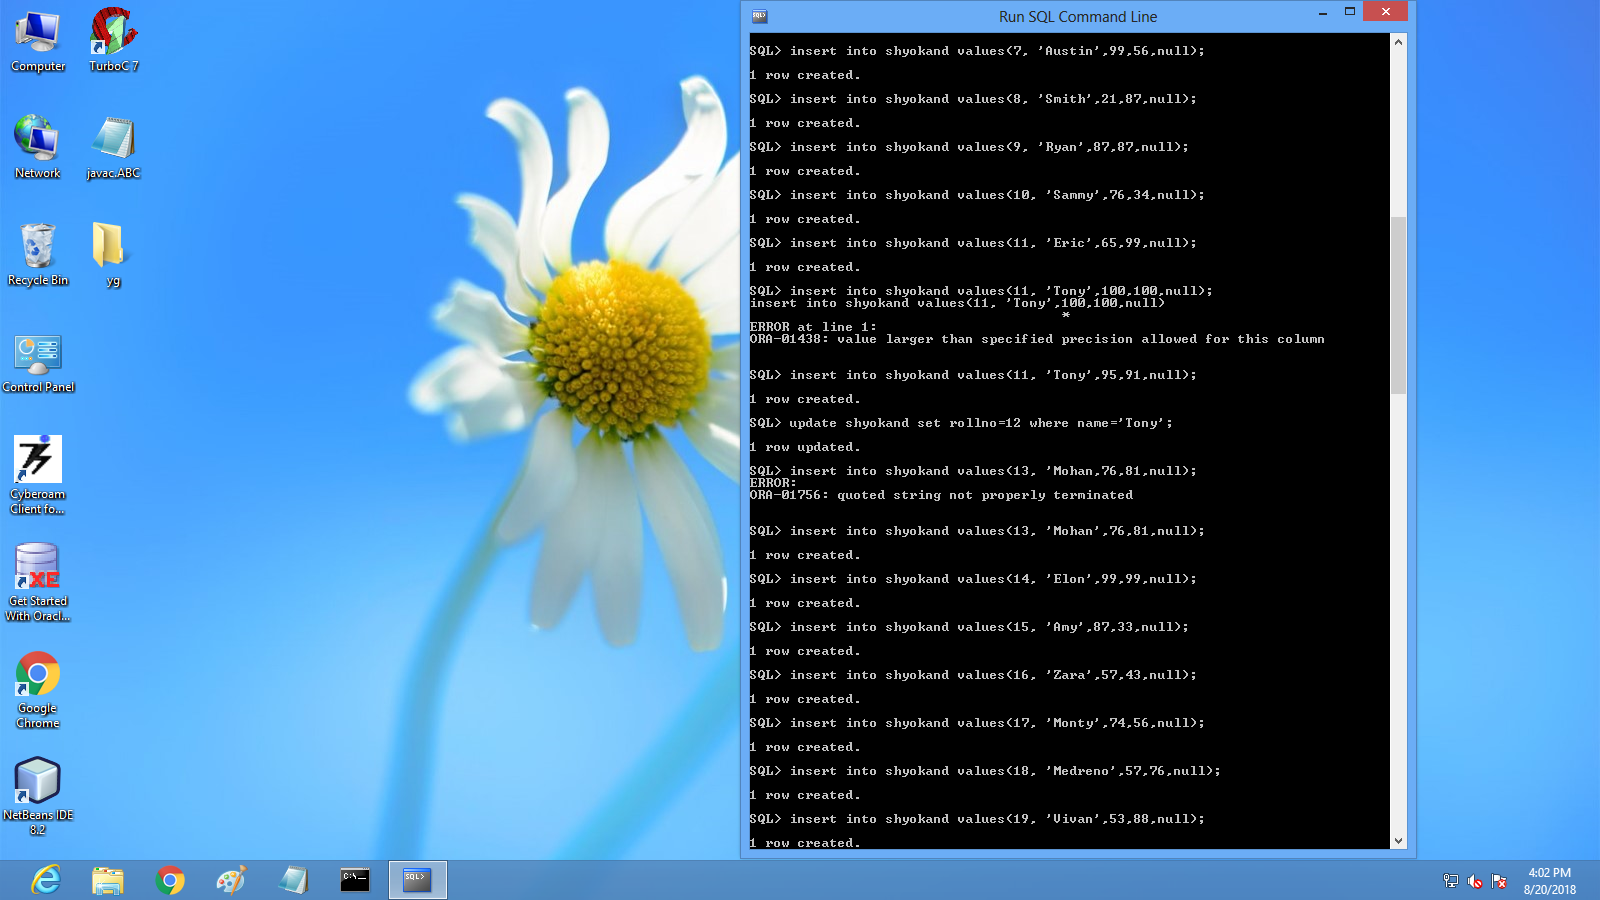 Computer
TurboC 7
Network
javac.ABC
Recycle Bin
yg
Control Panel
Cyberoam
Client fo...
XE
Get Started
With Oracl...
Google
Chrome
NetBeans IDE
8.2
SQL>
Run SQL Command Line
SQL> insert into shyokand values(7, 'Austin',99,56,null);
1 row created.
SQL> insert into shyokand values(8, 'Smith',21,87,null);
1 row created.
SQL> insert into shyokand values(9, 'Ryan',87,87,null);
1 row created.
SQL> insert into shyokand values(10, 'Sammy',76,34,null);
1 row created.
SQL> insert into shyokand values(11, 'Eric',65,99,null);
1 row created.
SQL> insert into shyokand values(11, 'Tony',100,100,null);
insert into shyokand values(11, 'Tony',100,100,null)
*
ERROR at line 1:
ORA-01438: value larger than specified precision allowed for this column
SQL> insert into shyokand values(11, 'Tony',95,91,null);
1 row created.
SQL> update shyokand set rollno=12 where name='Tony';
1 row updated.
SQL> insert into shyokand values(13, 'Mohan,76,81,null);
ERROR:
ORA-01756: quoted string not properly terminated
SQL> insert into shyokand values(13, 'Mohan',76,81,null);
1 row created.
SQL> insert into shyokand values(14, 'Elon',99,99,null);
1 row created.
SQL> insert into shyokand values(15, 'Amy',87,33,null);
1 row created.
SQL> insert into shyokand values(16, 'Zara',57,43,null);
1 row created.
SQL> insert into shyokand values(17, 'Monty',74,56,null);
1 row created.
SQL> insert into shyokand values(18, 'Medreno',57,76,null);
1 row created.
SQL> insert into shyokand values(19, 'Vivan',53,88,null);
1 row created.
C:\_
SQL>
4:02 PM
8/20/2018